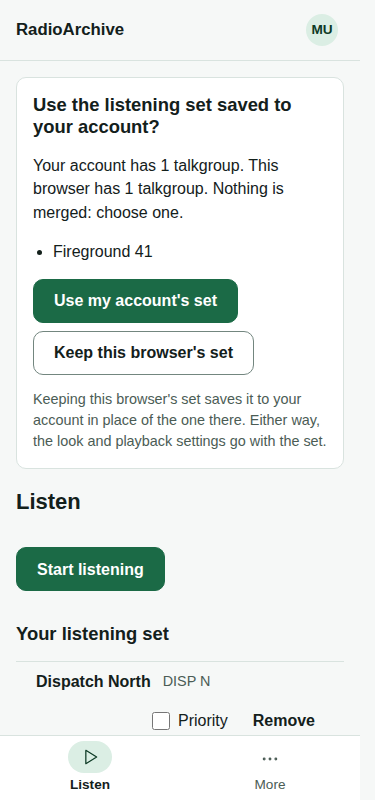 RadioArchive
MU
Use the listening set saved to
your account?
Your account has 1 talkgroup. This
browser has 1 talkgroup. Nothing is
merged: choose one.
• Fireground 41
Use my account's set
Keep this browser's set
Keeping this browser's set saves it to your
account in place of the one there. Either way,
the look and playback settings go with the set.
Listen
Start listening
Your listening set
Dispatch North DISP N
Priority Remove
Listen More